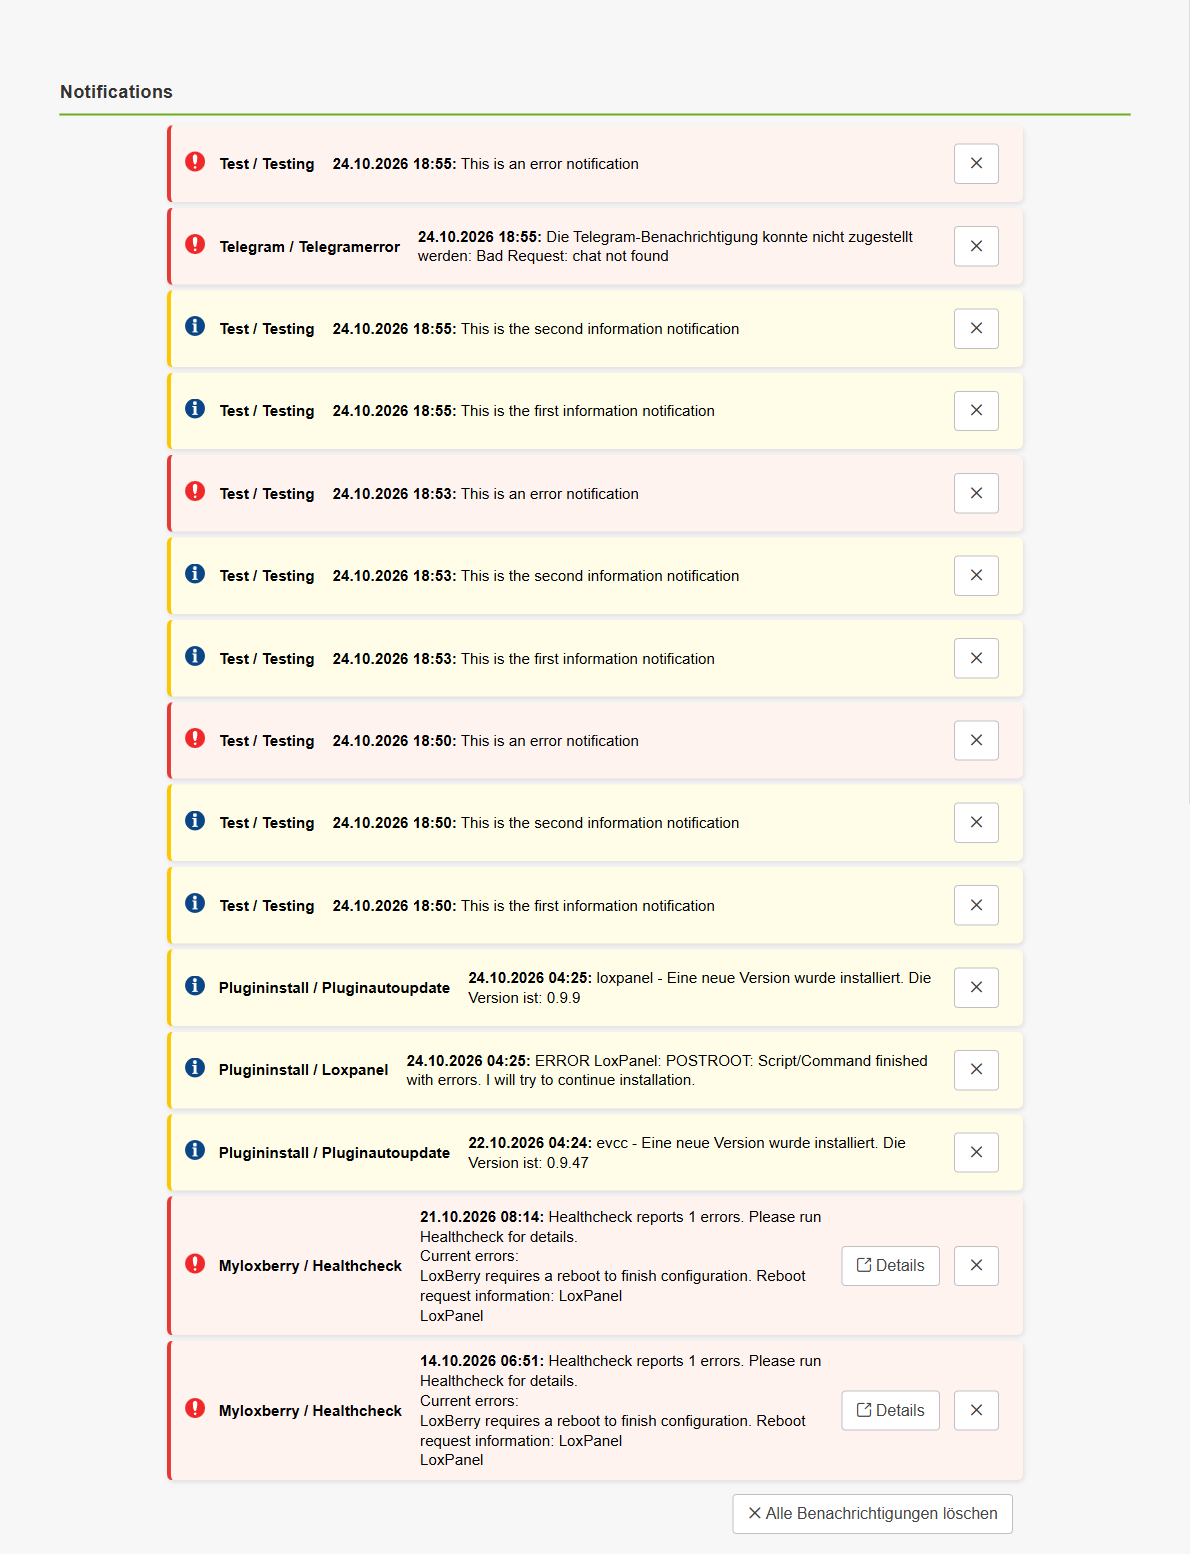 Notifications
Test / Testing 24.10.2026 18:55: This is an error notification
Telegram / Telegramerror 24.10.2026 18:55: Die Telegram-Benachrichtigung konnte nicht zugestellt
werden: Bad Request: chat not found
Test / Testing 24.10.2026 18:55: This is the second information notification
Test / Testing 24.10.2026 18:55: This is the first information notification
Test / Testing 24.10.2026 18:53: This is an error notification
Test / Testing 24.10.2026 18:53: This is the second information notification
Test / Testing 24.10.2026 18:53: This is the first information notification
Test / Testing 24.10.2026 18:50: This is an error notification
Test / Testing 24.10.2026 18:50: This is the second information notification
Test / Testing 24.10.2026 18:50: This is the first information notification
Plugininstall / Pluginautoupdate 24.10.2026 04:25: loxpanel - Eine neue Version wurde installiert. Die
Version ist: 0.9.9
Plugininstall / Loxpanel 24.10.2026 04:25: ERROR LoxPanel: POSTROOT: Script/Command finished
with errors. I will try to continue installation.
Plugininstall / Pluginautoupdate 22.10.2026 04:24: evcc - Eine neue Version wurde installiert. Die
Version ist: 0.9.47
Myloxberry / Healthcheck 21.10.2026 08:14: Healthcheck reports 1 errors. Please run
Healthcheck for details.
Current errors:
LoxBerry requires a reboot to finish configuration. Reboot
request information: LoxPanel
LoxPanel
Details
Myloxberry / Healthcheck 14.10.2026 06:51: Healthcheck reports 1 errors. Please run
Healthcheck for details.
Current errors:
LoxBerry requires a reboot to finish configuration. Reboot
request information: LoxPanel
LoxPanel
Details
Alle Benachrichtigungen löschen